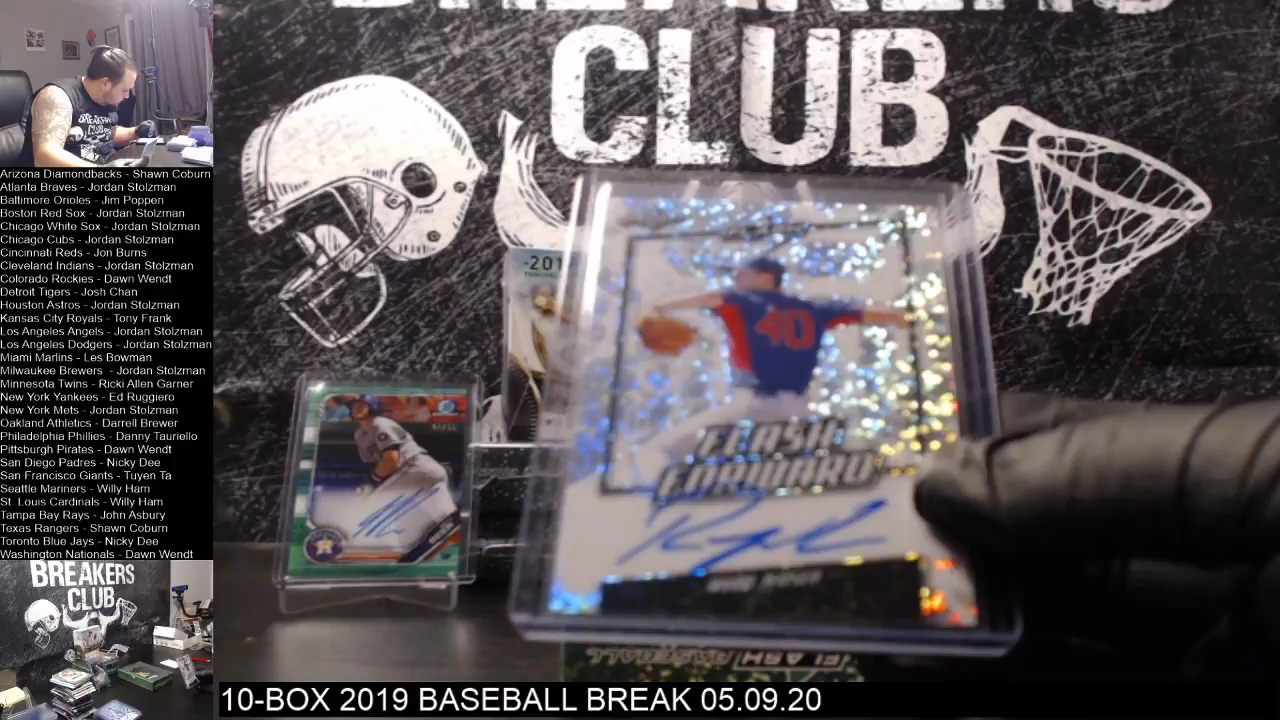 BREAKERS
CLUB
Arizona Diamondbacks - Shawn Coburn
Atlanta Braves - Jordan Stolzman
Baltimore Orioles - Jim Poppen
Boston Red Sox - Jordan Stolzman
Chicago White Sox - Jordan Stolzman
Chicago Cubs - Jordan Stolzman
Cincinnati Reds - Jon Burns
Cleveland Indians - Jordan Stolzman
Colorado Rockies - Dawn Wendt
Detroit Tigers - Josh Chan
Houston Astros - Jordan Stolzman
Kansas City Royals - Tony Frank
Los Angeles Angels - Jordan Stolzman
Los Angeles Dodgers - Jordan Stolzman
Miami Marlins - Les Bowman
Milwaukee Brewers - Jordan Stolzman
Minnesota Twins - Ricki Allen Garner
New York Yankees - Ed Ruggiero
New York Mets - Jordan Stolzman
Oakland Athletics - Darrell Brewer
Philadelphia Phillies - Danny Tauriello
Pittsburgh Pirates - Dawn Wendt
San Diego Padres - Nicky Dee
San Francisco Giants - Tuyen Ta
Seattle Mariners - Willy Ham
St. Louis Cardinals - Willy Ham
Tampa Bay Rays - John Asbury
Texas Rangers - Shawn Coburn
Toronto Blue Jays - Nicky Dee
Washington Nationals - Dawn Wendt
-201
40
FLASH
FORWARD
FLASH BASEBALL
BREAKERS
CLUB
BREAKERS
CLUB
10-BOX 2019 BASEBALL BREAK 05.09.20